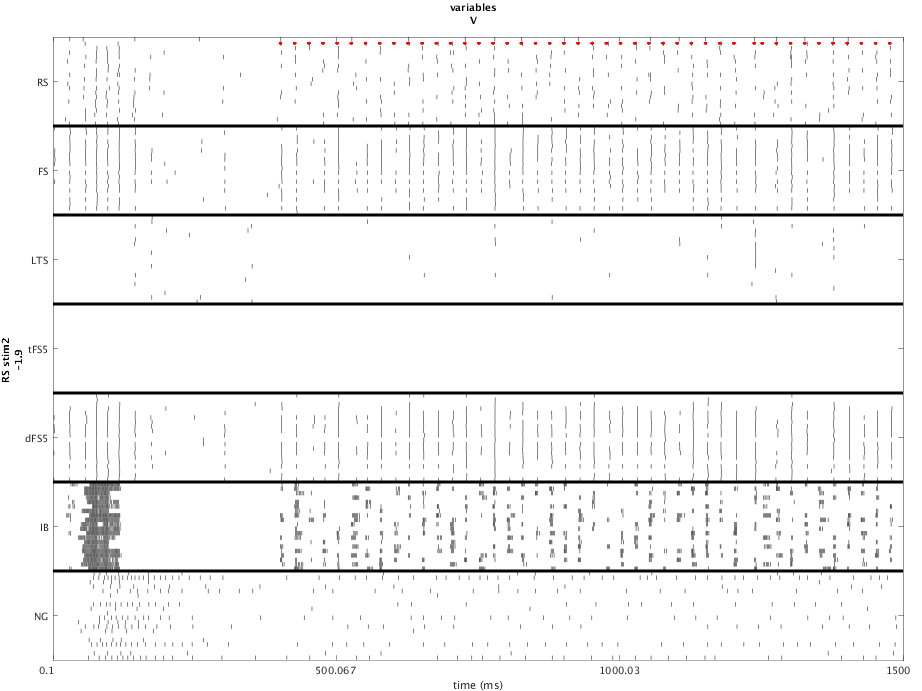 variables
V
RS
FS
LTS
tFS5
dFS5
IB
NG
RS stim2
-1.9
0.1
500.067
1000.03
1500
time (ms)